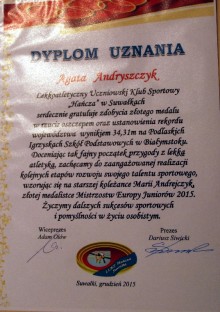 DYPLOM UZNANIA
Agata Andryszczyk
Lekkoatletyczny Uczniowski Klub Sportowy
"Hańcza" w Suwałkach
serdecznie gratuluje zdobycia złotego medalu
w rzucie oszczepem oraz ustanowienia rekordu
województwa wynikiem 34,31m na Podlaskich
Igrzyskach Szkół Podstawowych w Białymstoku.
Doceniając tak fajny początek przygody z lekką
atletyką, zachęcamy do zaangażowanej realizacji
kolejnych etapów rozwoju swojego talentu sportowego,
wzorując się na starszej koleżance Marii Andrejczyk,
złotej medalistce Mistrzostw Europy Juniorów 2015.
Życzymy dalszych sukcesów sportowych
i pomyślności w życiu osobistym.
Wiceprezes Prezes
Adam Dariusz
Suwałki, grudzień 2015